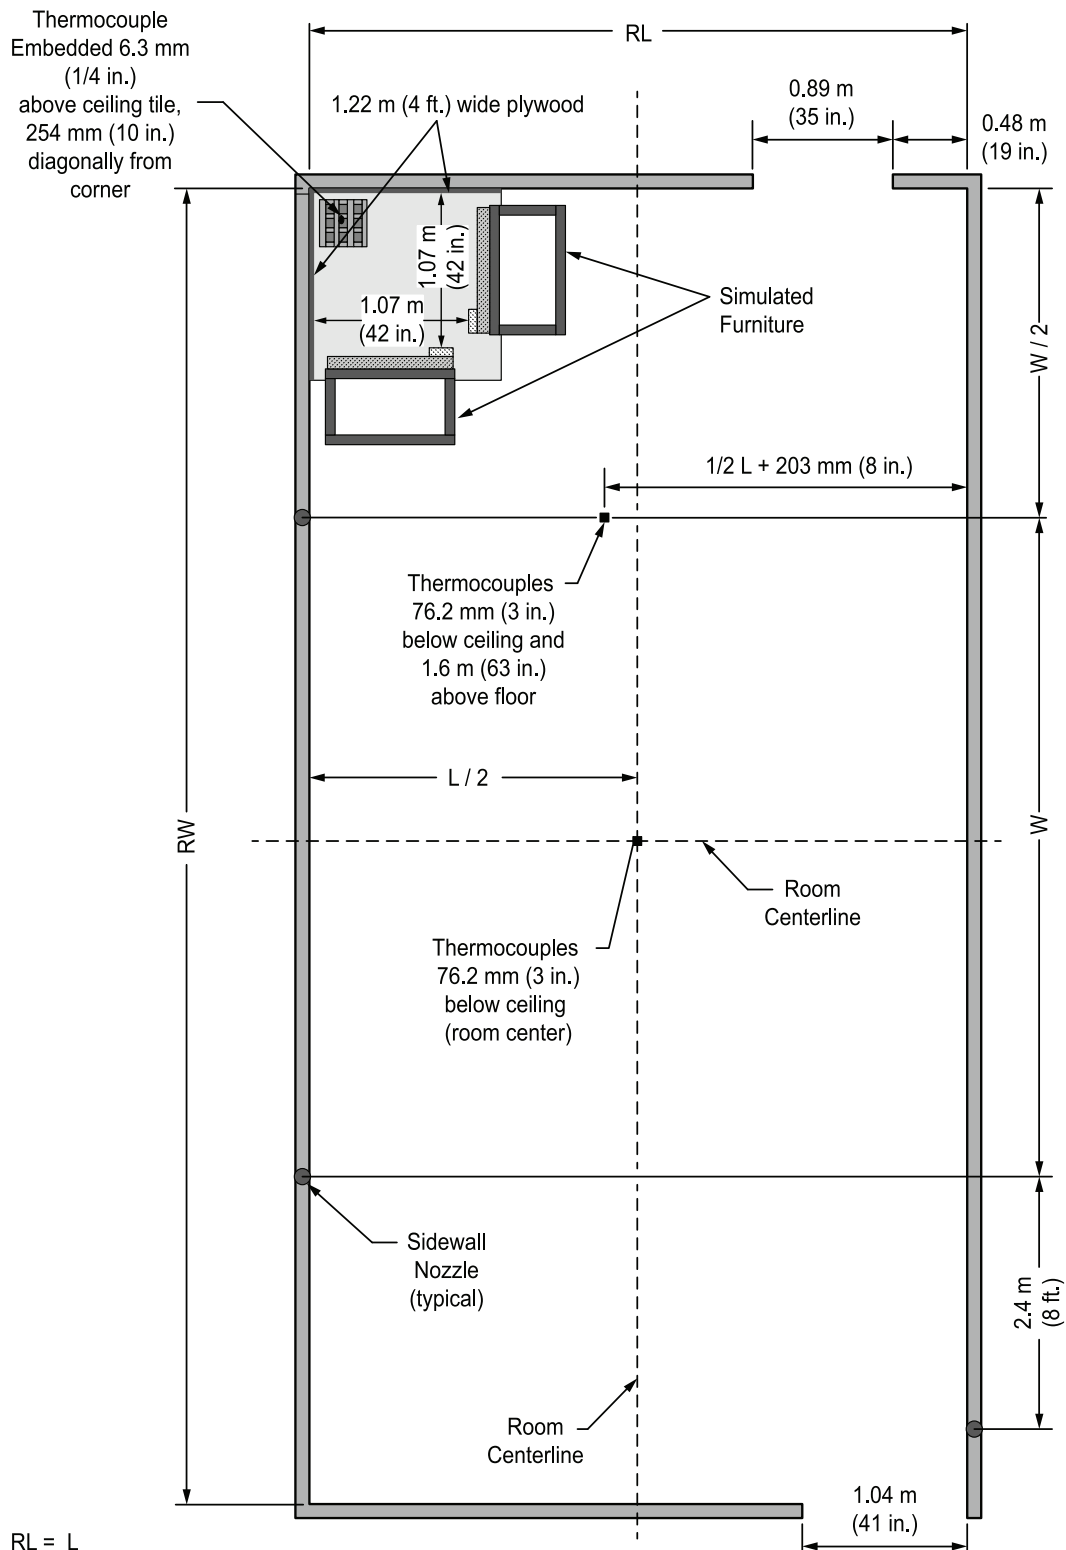 Thermocouple
Embedded 6.3 mm
(1/4 in.)
above ceiling tile,
254 mm (10 in.)
diagonally from
corner
RL
1.22 m (4 ft.) wide plywood
0.89 m
(35 in.)
0.48 m
(19 in.)
1.07 m
(42 in.)
1.07 m
(42 in.)
Simulated
Furniture
W / 2
1/2 L + 203 mm (8 in.)
Thermocouples
76.2 mm (3 in.)
below ceiling and
1.6 m (63 in.)
above floor
L / 2
RW
W
Room
Centerline
Thermocouples
76.2 mm (3 in.)
below ceiling
(room center)
Sidewall
Nozzle
(typical)
2.4 m
(8 ft.)
Room
Centerline
1.04 m
(41 in.)
RL = L